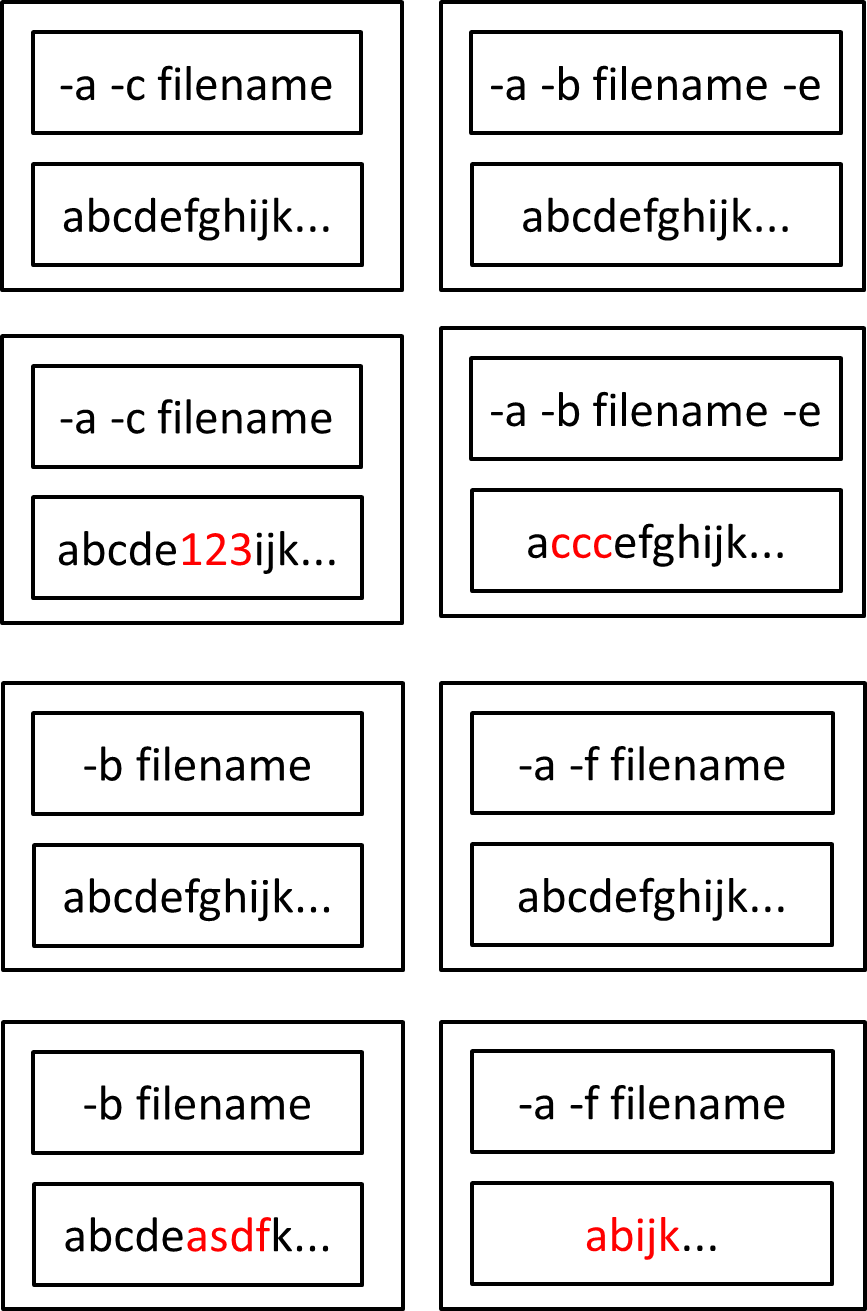 -a -c filename
abcdefghijk...
-a -b filename -e
abcdefghijk...
-a -c filename
abcde123ijk...
-a -b filename -e
acccefghijk...
-b filename
abcdefghijk...
-a -f filename
abcdefghijk...
-b filename
abcdeasdfk...
-a -f filename
abijk...